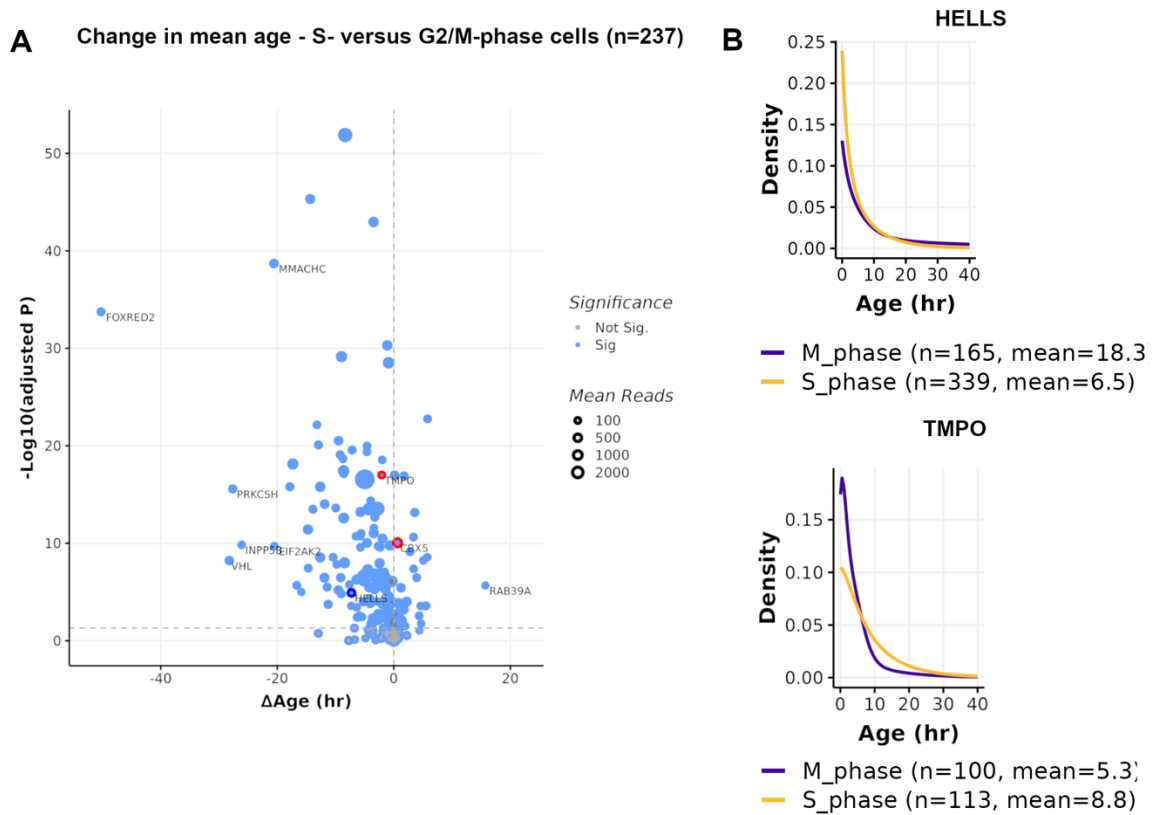 A
Change in mean age - S- versus G2/M-phase cells (n=237)
-Log10(adjusted P)
50
40
30
20
10
0
MMACHC
FOXRED2
TMPO
PRKCSH
CBX5
INPP5B
EIF2AK2
VHL
RAB39A
HELLS
-40
-20
0
20
ΔAge (hr)
Significance
Not Sig.
Sig
Mean Reads
100
500
1000
2000
B
HELLS
Density
0.25
0.20
0.15
0.10
0.05
0.00
0 10 20 30 40
Age (hr)
M_phase (n=165, mean=18.3)
S_phase (n=339, mean=6.5)
TMPO
Density
0.15
0.10
0.05
0.00
0 10 20 30 40
Age (hr)
M_phase (n=100, mean=5.3)
S_phase (n=113, mean=8.8)